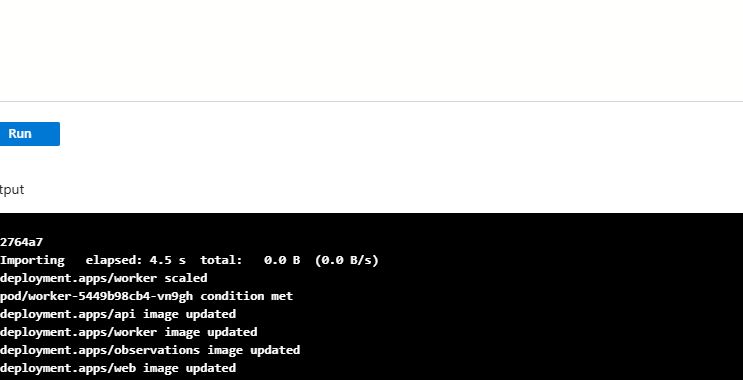 Run
tput
2764a7
Importing   elapsed: 4.5 s  total:   0.0 B  (0.0 B/s)
deployment.apps/worker scaled
pod/worker-5449b98cb4-vn9gh condition met
deployment.apps/api image updated
deployment.apps/worker image updated
deployment.apps/observations image updated
deployment.apps/web image updated